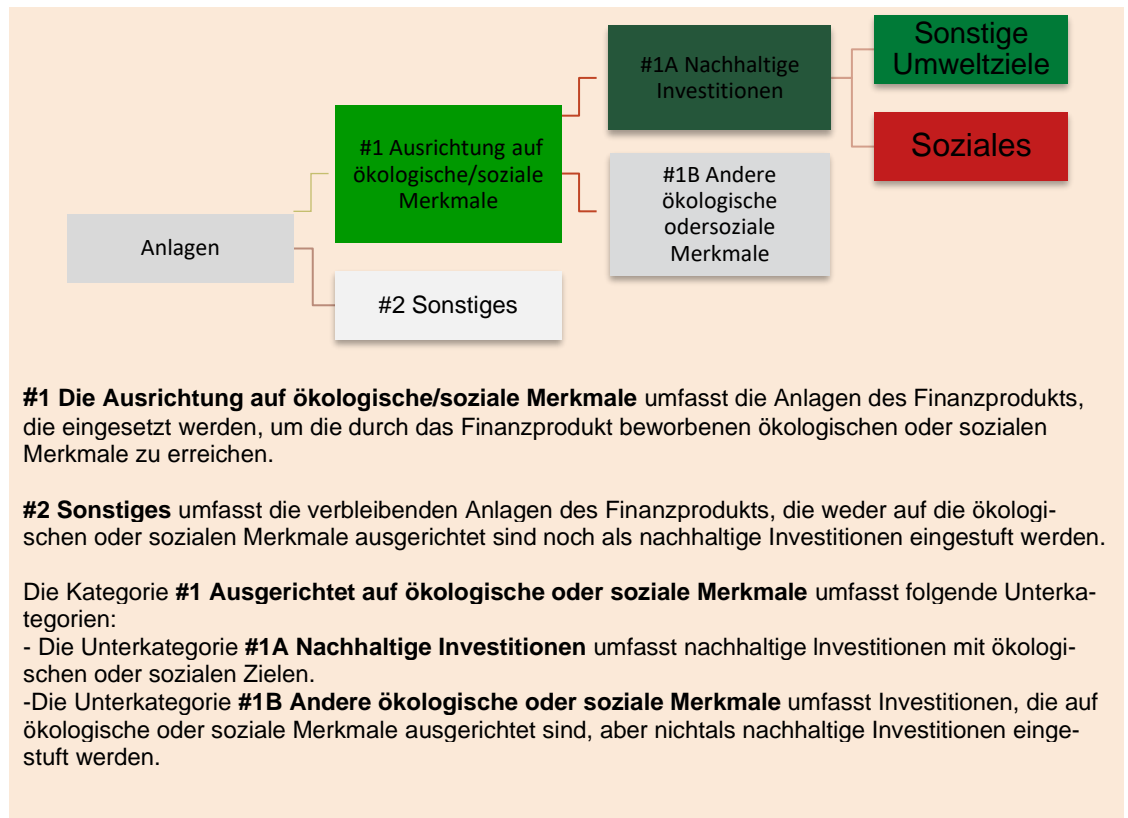 Sonstige
Umweltziele
#1A Nachhaltige
Investitionen
Soziales
#1 Ausrichtung auf
ökologische/soziale
Merkmale
#1B Andere
ökologische
odersoziale
Merkmale
Anlagen
#2 Sonstiges
#1 Die Ausrichtung auf ökologische/soziale Merkmale umfasst die Anlagen des Finanzprodukts,
die eingesetzt werden, um die durch das Finanzprodukt beworbenen ökologischen oder sozialen
Merkmale zu erreichen.
#2 Sonstiges umfasst die verbleibenden Anlagen des Finanzprodukts, die weder auf die ökologi-
schen oder sozialen Merkmale ausgerichtet sind noch als nachhaltige Investitionen eingestuft werden.
Die Kategorie #1 Ausgerichtet auf ökologische oder soziale Merkmale umfasst folgende Unterka-
tegorien:
- Die Unterkategorie #1A Nachhaltige Investitionen umfasst nachhaltige Investitionen mit ökologi-
schen oder sozialen Zielen.
-Die Unterkategorie #1B Andere ökologische oder soziale Merkmale umfasst Investitionen, die auf
ökologische oder soziale Merkmale ausgerichtet sind, aber nichtals nachhaltige Investitionen einge-
stuft werden.